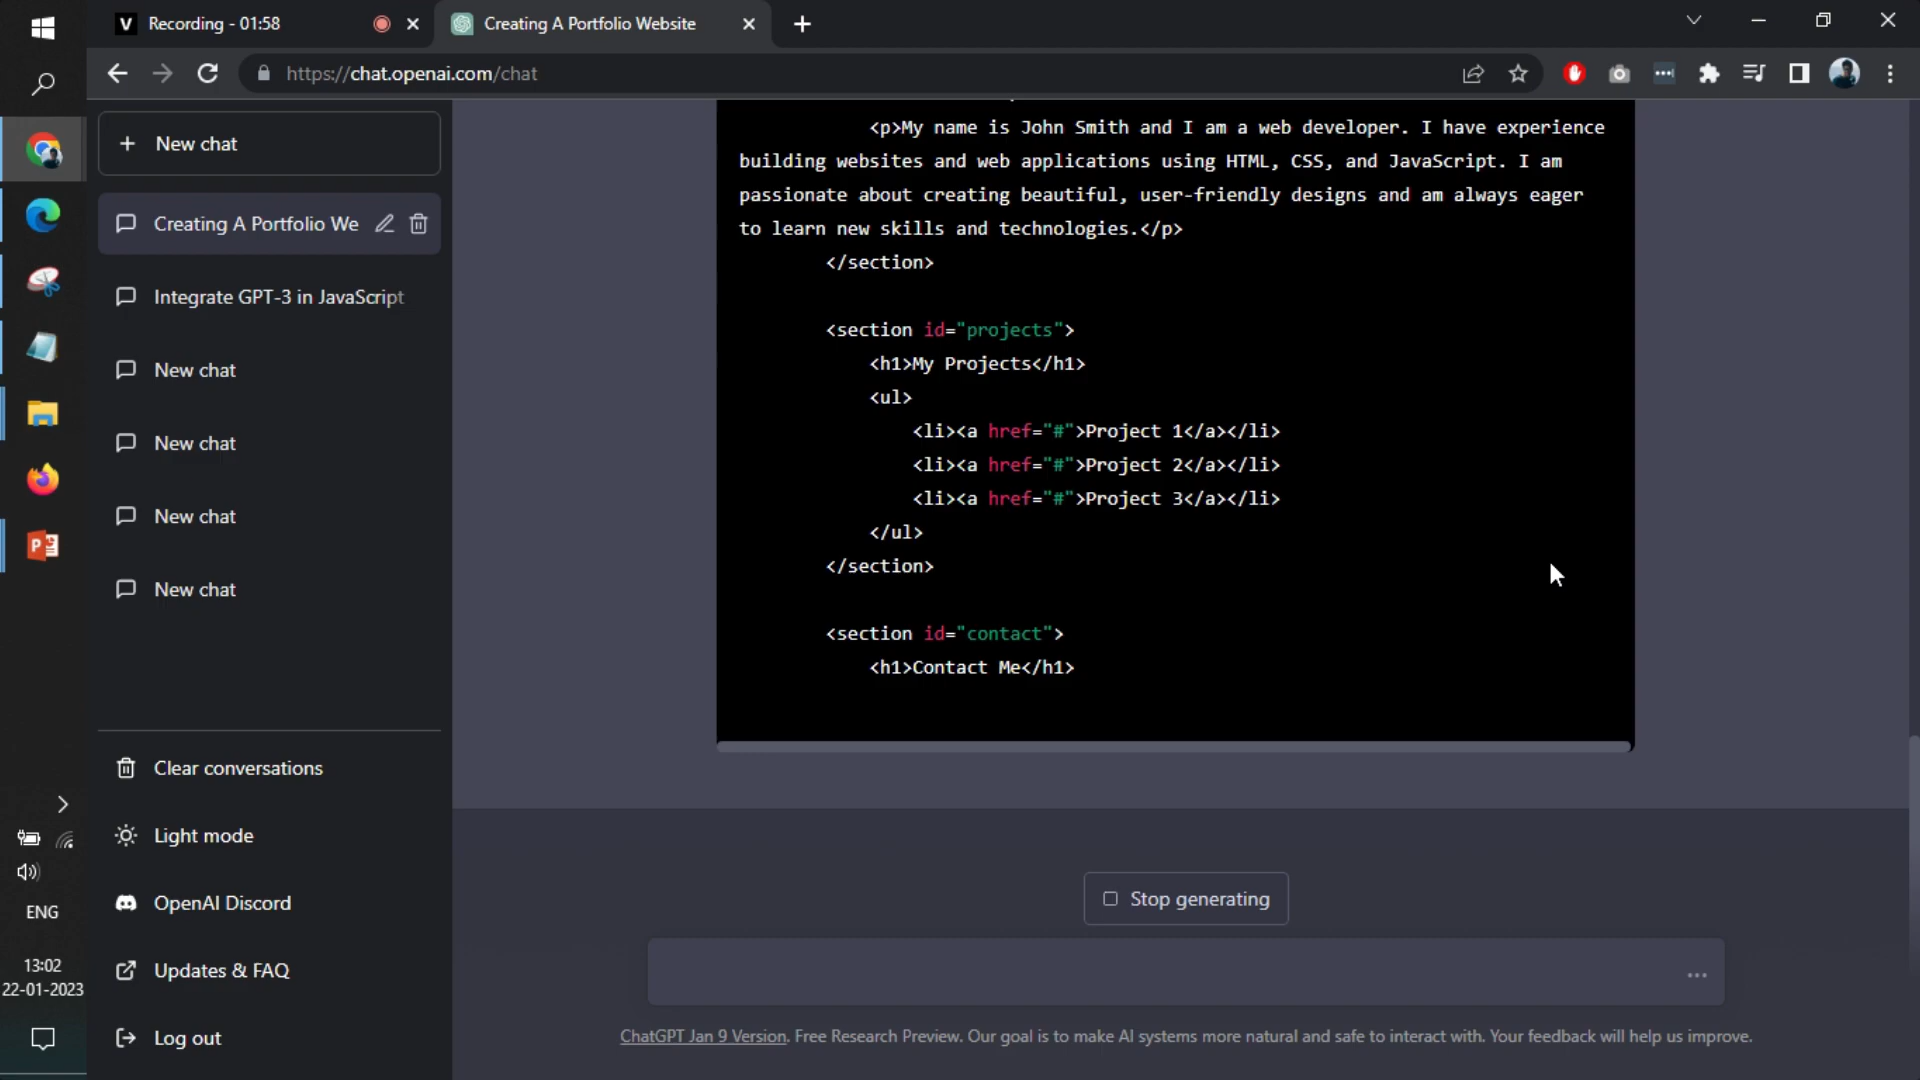 V Recording - 01:58
Creating A Portfolio Website
https://chat.openai.com/chat
+ New chat
Creating A Portfolio We
Integrate GPT-3 in JavaScript
New chat
New chat
New chat
New chat
Clear conversations
Light mode
OpenAI Discord
Updates & FAQ
Log out
ENG
13:02
22-01-2023
<p>My name is John Smith and I am a web developer. I have experience
building websites and web applications using HTML, CSS, and JavaScript. I am
passionate about creating beautiful, user-friendly designs and am always eager
to learn new skills and technologies.</p>
</section>
<section id="projects">
<h1>My Projects</h1>
<ul>
<li><a href="#">Project 1</a></li>
<li><a href="#">Project 2</a></li>
<li><a href="#">Project 3</a></li>
</ul>
</section>
<section id="contact">
<h1>Contact Me</h1>
Stop generating
ChatGPT Jan 9 Version. Free Research Preview. Our goal is to make AI systems more natural and safe to interact with. Your feedback will help us improve.